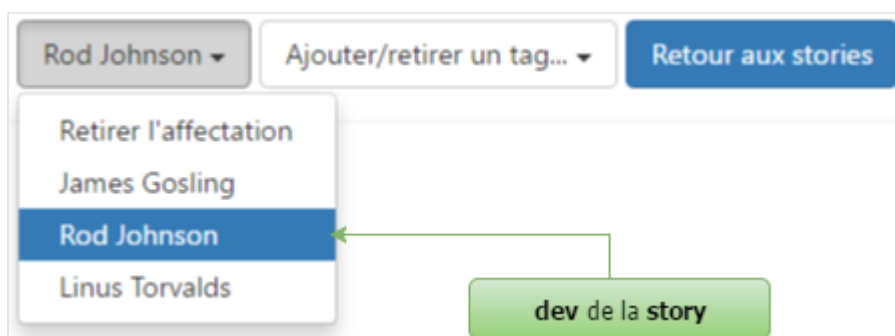 Rod Johnson
Ajouter/retirer un tag...
Retour aux stories
Retirer l'affectation
James Gosling
Rod Johnson
Linus Torvalds
dev de la story